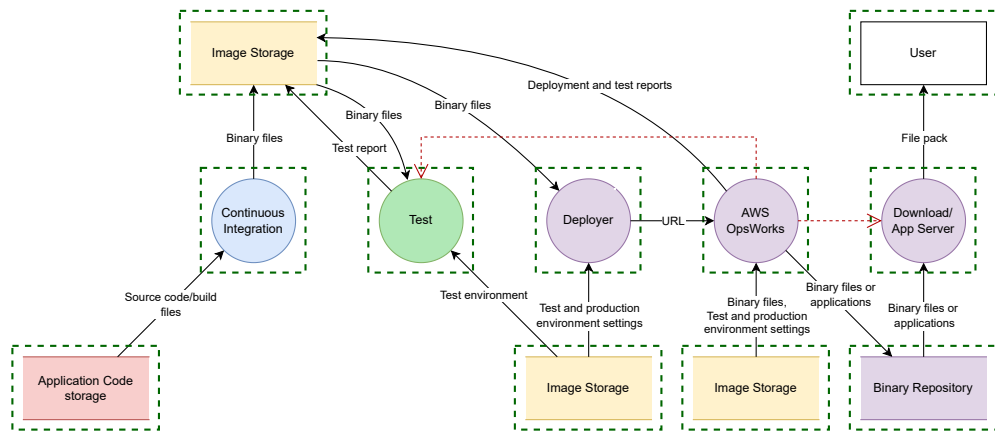 Image Storage
User
Deployment and test reports
Binary files
Binary files
Binary files
Test report
File pack
Continuous
Integration
Test
Deployer
URL
AWS
OpsWorks
Download/
App Server
Source code/build
files
Test environment
Test and production
environment settings
Binary files,
Test and production
environment settings
Binary files or
applications
Binary files or
applications
Application Code
storage
Image Storage
Image Storage
Binary Repository